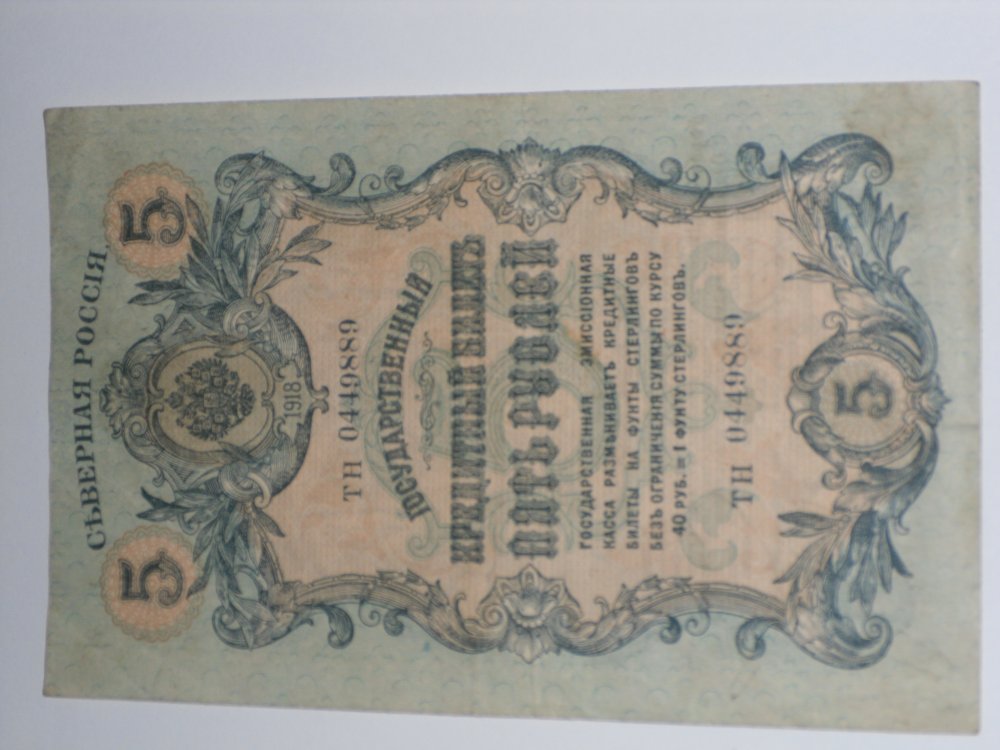 СѢВЕРНАЯ РОССІЯ.
5 5
1918
ТН 0449889
ГОСУДАРСТВЕННЫЙ
КРЕДИТНЫЙ БИЛЕТЪ
ПЯТЬ РУБЛЕЙ
ГОСУДАРСТВЕННАЯ ЭМИССІОННАЯ
КАССА РАЗМѢНИВАЕТЪ КРЕДИТНЫЕ
БИЛЕТЫ НА ФУНТЫ СТЕРЛИНГОВЪ
БЕЗЪ ОГРАНИЧЕНІЯ СУММЫ ПО КУРСУ
40 РУБ. = 1 ФУНТУ СТЕРЛИНГОВЪ.
ТН 0449889
5